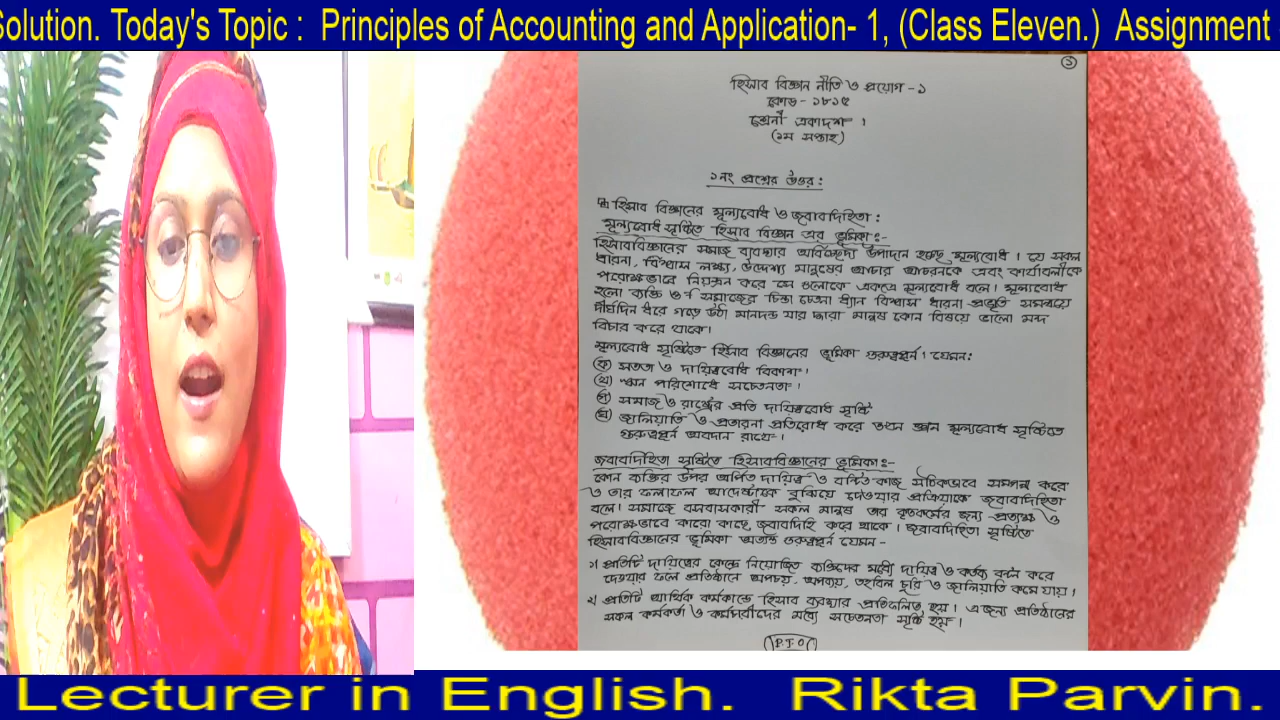 Solution. Today's Topic : Principles of Accounting and Application- 1, (Class Eleven.) Assignment
১
হিসাব বিজ্ঞান নীতি ও প্রয়োগ - ১
কোড - ১৮১৫
শ্রেনী একাদশ ।
(১ম সপ্তাহ)
১নং প্রশ্নের উত্তর :
হিসাব বিজ্ঞানের মূল্যবোধ ও জবাবদিহিতা :
মূল্যবোধ সৃষ্টিতে হিসাব বিজ্ঞান এর ভূমিকা :-
হিসাববিজ্ঞানের সমাজ ব্যবস্থার অবিচ্ছেদ্য উপাদান হচ্ছে মূল্যবোধ । যে সকল
ধারনা, বিশ্বাস লক্ষ্য, উদ্দেশ্য মানুষের আচার আচরনকে এবং কার্যাবলীকে
পরোক্ষভাবে নিয়ন্ত্রন করে সে গুলোকে একত্রে মূল্যবোধ বলে । মূল্যবোধ
হলো ব্যক্তি ও সমাজের চিন্তা চেতনা ধ্যান বিশ্বাস ধারনা প্রভৃতি সমন্বয়ে
দীর্ঘদিন ধরে গড়ে উঠা মানদন্ড যার দ্বারা মানুষ কোন বিষয়ে ভালো মন্দ
বিচার করে থাকে ।
মূল্যবোধ সৃষ্টিতে হিসাব বিজ্ঞানের ভূমিকা গুরুত্বপূর্ন । যেমন :
(ক) সততা ও দায়িত্ববোধ বিকাশ ।
(খ) ঋন পরিশোধে সচেতনতা ।
(গ) সমাজ ও রাষ্ট্রের প্রতি দায়িত্ববোধ সৃষ্টি
(ঘ) জালিয়াতি ও প্রতারনা প্রতিরোধ করে জ্ঞান মূল্যবোধ সৃষ্টিতে
গুরুত্বপূর্ন অবদান রাখে ।
জবাবদিহিতা সৃষ্টিতে হিসাববিজ্ঞানের ভূমিকা :-
কোন ব্যক্তির উপর অর্পিত দায়িত্ব ও বন্টিত কাজ সঠিকভাবে সম্পন্ন করে
ও তার ফলাফল আদেষ্টাকে বুঝিয়ে দেওয়ার প্রক্রিয়াকে জবাবদিহিতা
বলে । সমাজে বসবাসকারী সকল মানুষ তার কৃতকর্মের জন্য প্রত্যক্ষ ও
পরোক্ষভাবে কারো কাছে জবাবদিহি করে থাকে । জবাবদিহিতা সৃষ্টিতে
হিসাববিজ্ঞানের ভূমিকা অত্যন্ত গুরুত্বপূর্ন যেমন -
১। প্রতিটি দায়িত্বের কেন্দ্রে নিয়োজিত ব্যক্তিদের মধ্যে দায়িত্ব ও কর্তব্য বন্টন করে
দেওয়ার ফলে প্রতিষ্ঠানে অপচয়, অপব্যয়, তহবিল চুরি ও জালিয়াতি কমে যায় ।
২। প্রতিটি আর্থিক কর্মকান্ডে হিসাব ব্যবস্থার প্রতিফলিত হয় । এজন্য প্রতিষ্ঠানের
সকল কর্মকর্তা ও কর্মচারীদের মধ্যে সচেতনতা সৃষ্টি হয় ।
(P.T.O)
Lecturer in English. Rikta Parvin.